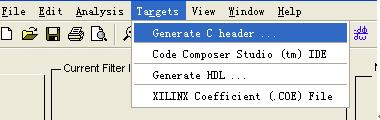 File Edit Analysis Targets View Window Help
Generate C header ...
Code Composer Studio (tm) IDE
Current Filter I
Generate HDL ...
XILINX Coefficient (.COE) File